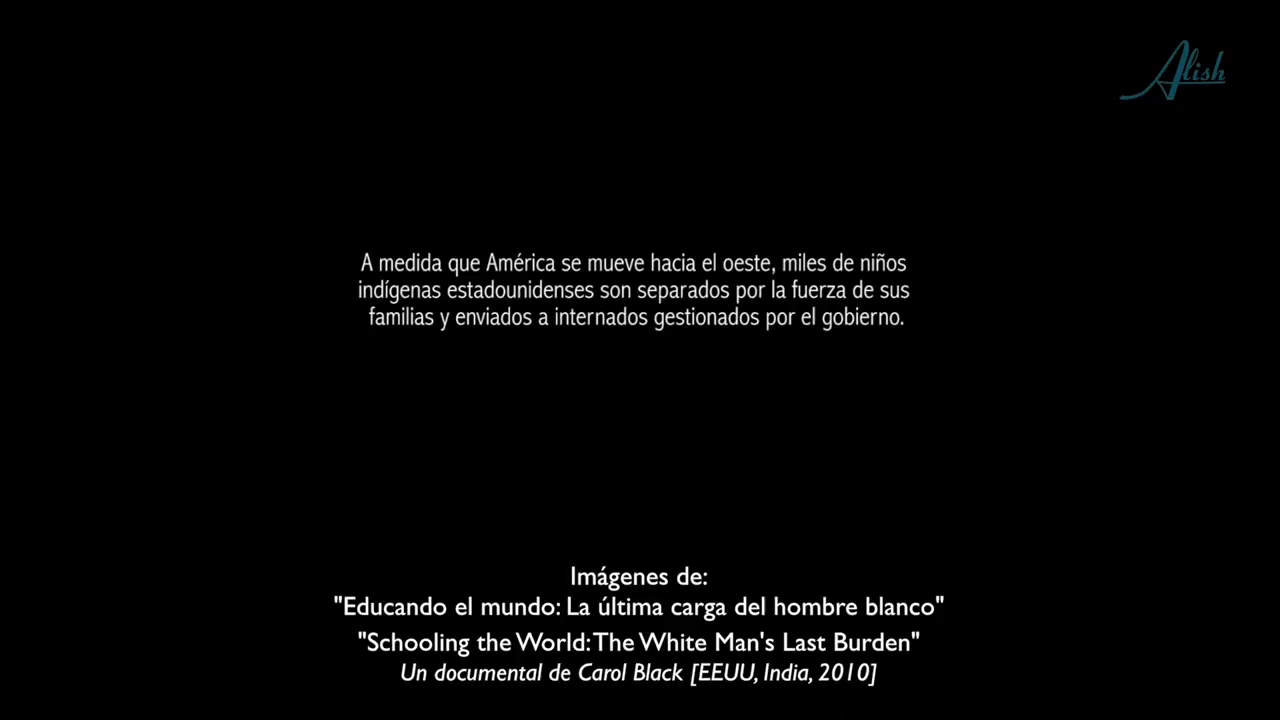 Alish
A medida que América se mueve hacia el oeste, miles de niños
indígenas estadounidenses son separados por la fuerza de sus
familias y enviados a internados gestionados por el gobierno.
Imágenes de:
"Educando el mundo: La última carga del hombre blanco"
"Schooling the World: The White Man's Last Burden"
Un documental de Carol Black [EEUU, India, 2010]